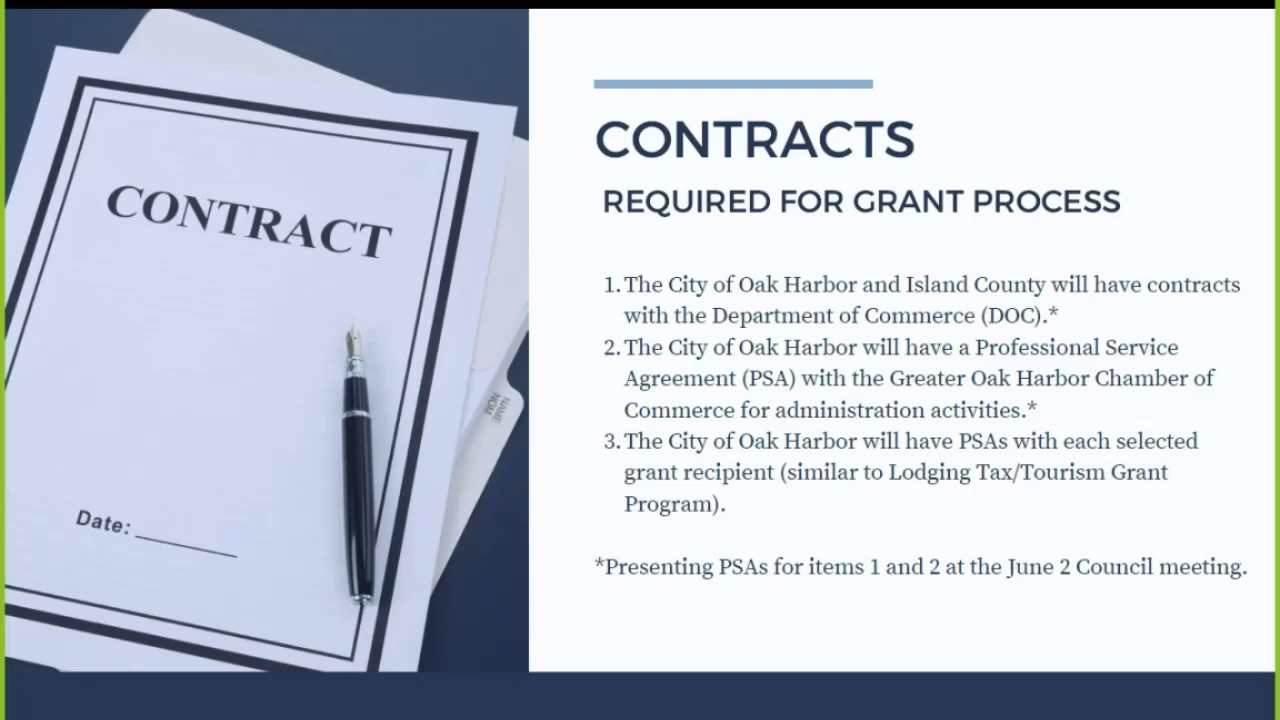 CONTRACT
NAME
NOM
Date:
CONTRACTS
REQUIRED FOR GRANT PROCESS
1. The City of Oak Harbor and Island County will have contracts
with the Department of Commerce (DOC).*
2. The City of Oak Harbor will have a Professional Service
Agreement (PSA) with the Greater Oak Harbor Chamber of
Commerce for administration activities.*
3. The City of Oak Harbor will have PSAs with each selected
grant recipient (similar to Lodging Tax/Tourism Grant
Program).
*Presenting PSAs for items 1 and 2 at the June 2 Council meeting.